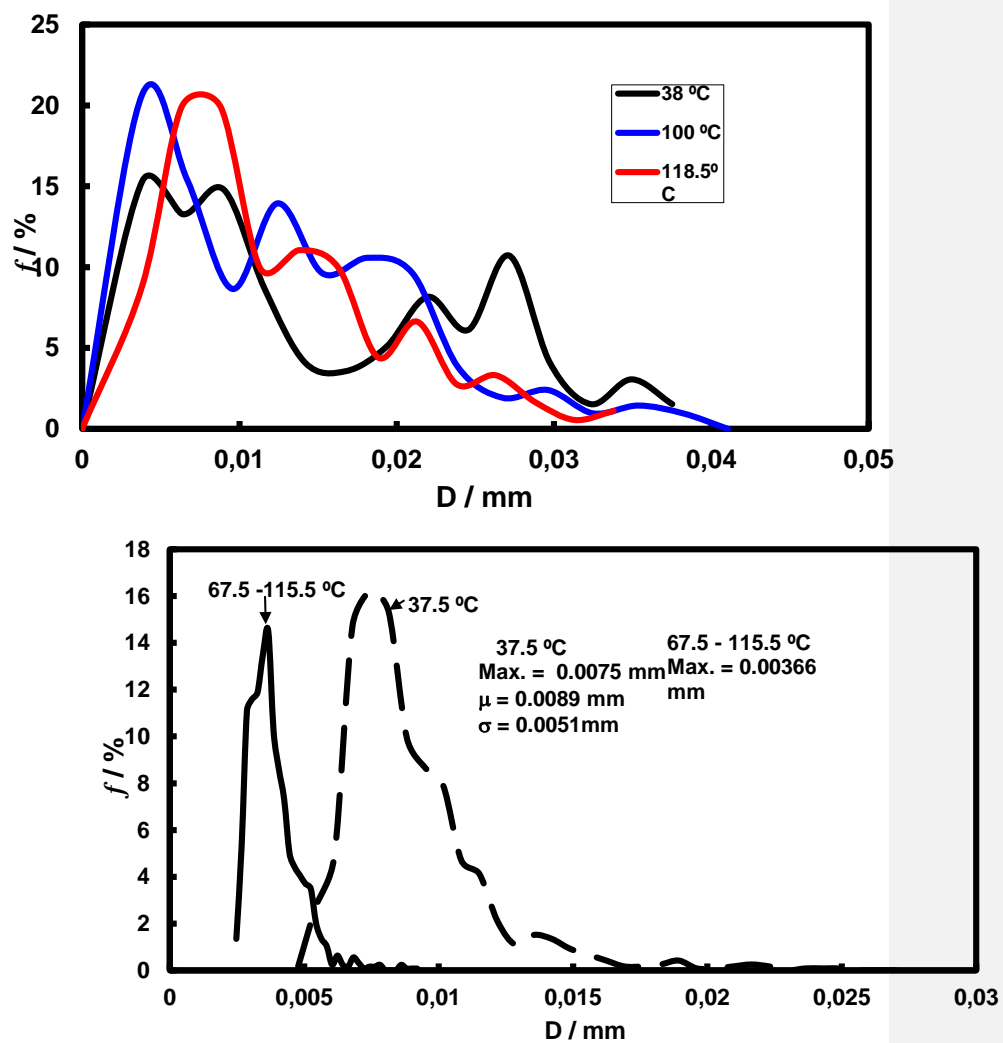 25
20
15
10
5
0
f / %
38 ºC
100 ºC
118.5º
C
0
0,01
0,02
0,03
0,04
0,05
D / mm
18
16
14
12
10
8
6
4
2
0
f / %
67.5 -115.5 ºC
37.5 ºC
37.5 ºC
Max. = 0.0075 mm
μ = 0.0089 mm
σ = 0.0051mm
67.5 - 115.5 ºC
Max. = 0.00366
mm
0
0,005
0,01
0,015
0,02
0,025
0,03
D / mm